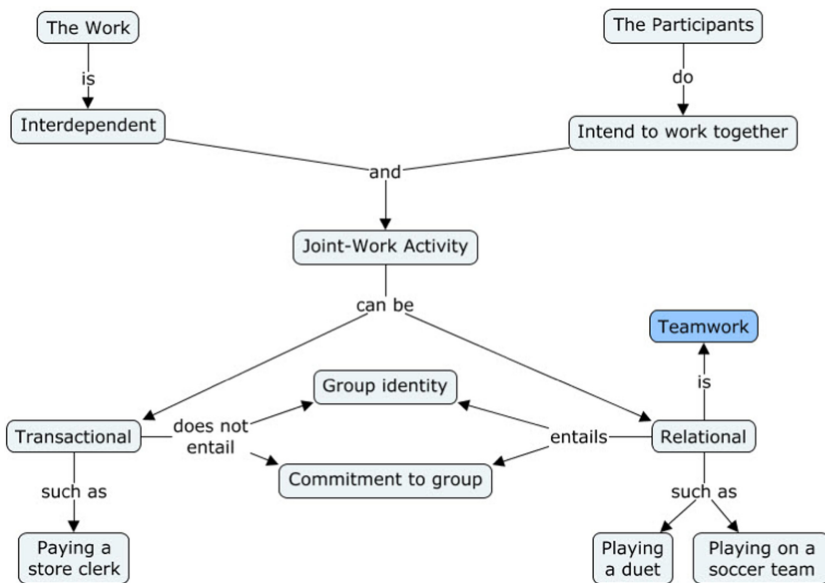 The Work
The Participants
is
do
Interdependent
Intend to work together
and
Joint-Work Activity
can be
Teamwork
is
Group identity
Transactional
does not
entail
entails
Relational
Commitment to group
such as
such as
Paying a
store clerk
Playing
a duet
Playing on a
soccer team